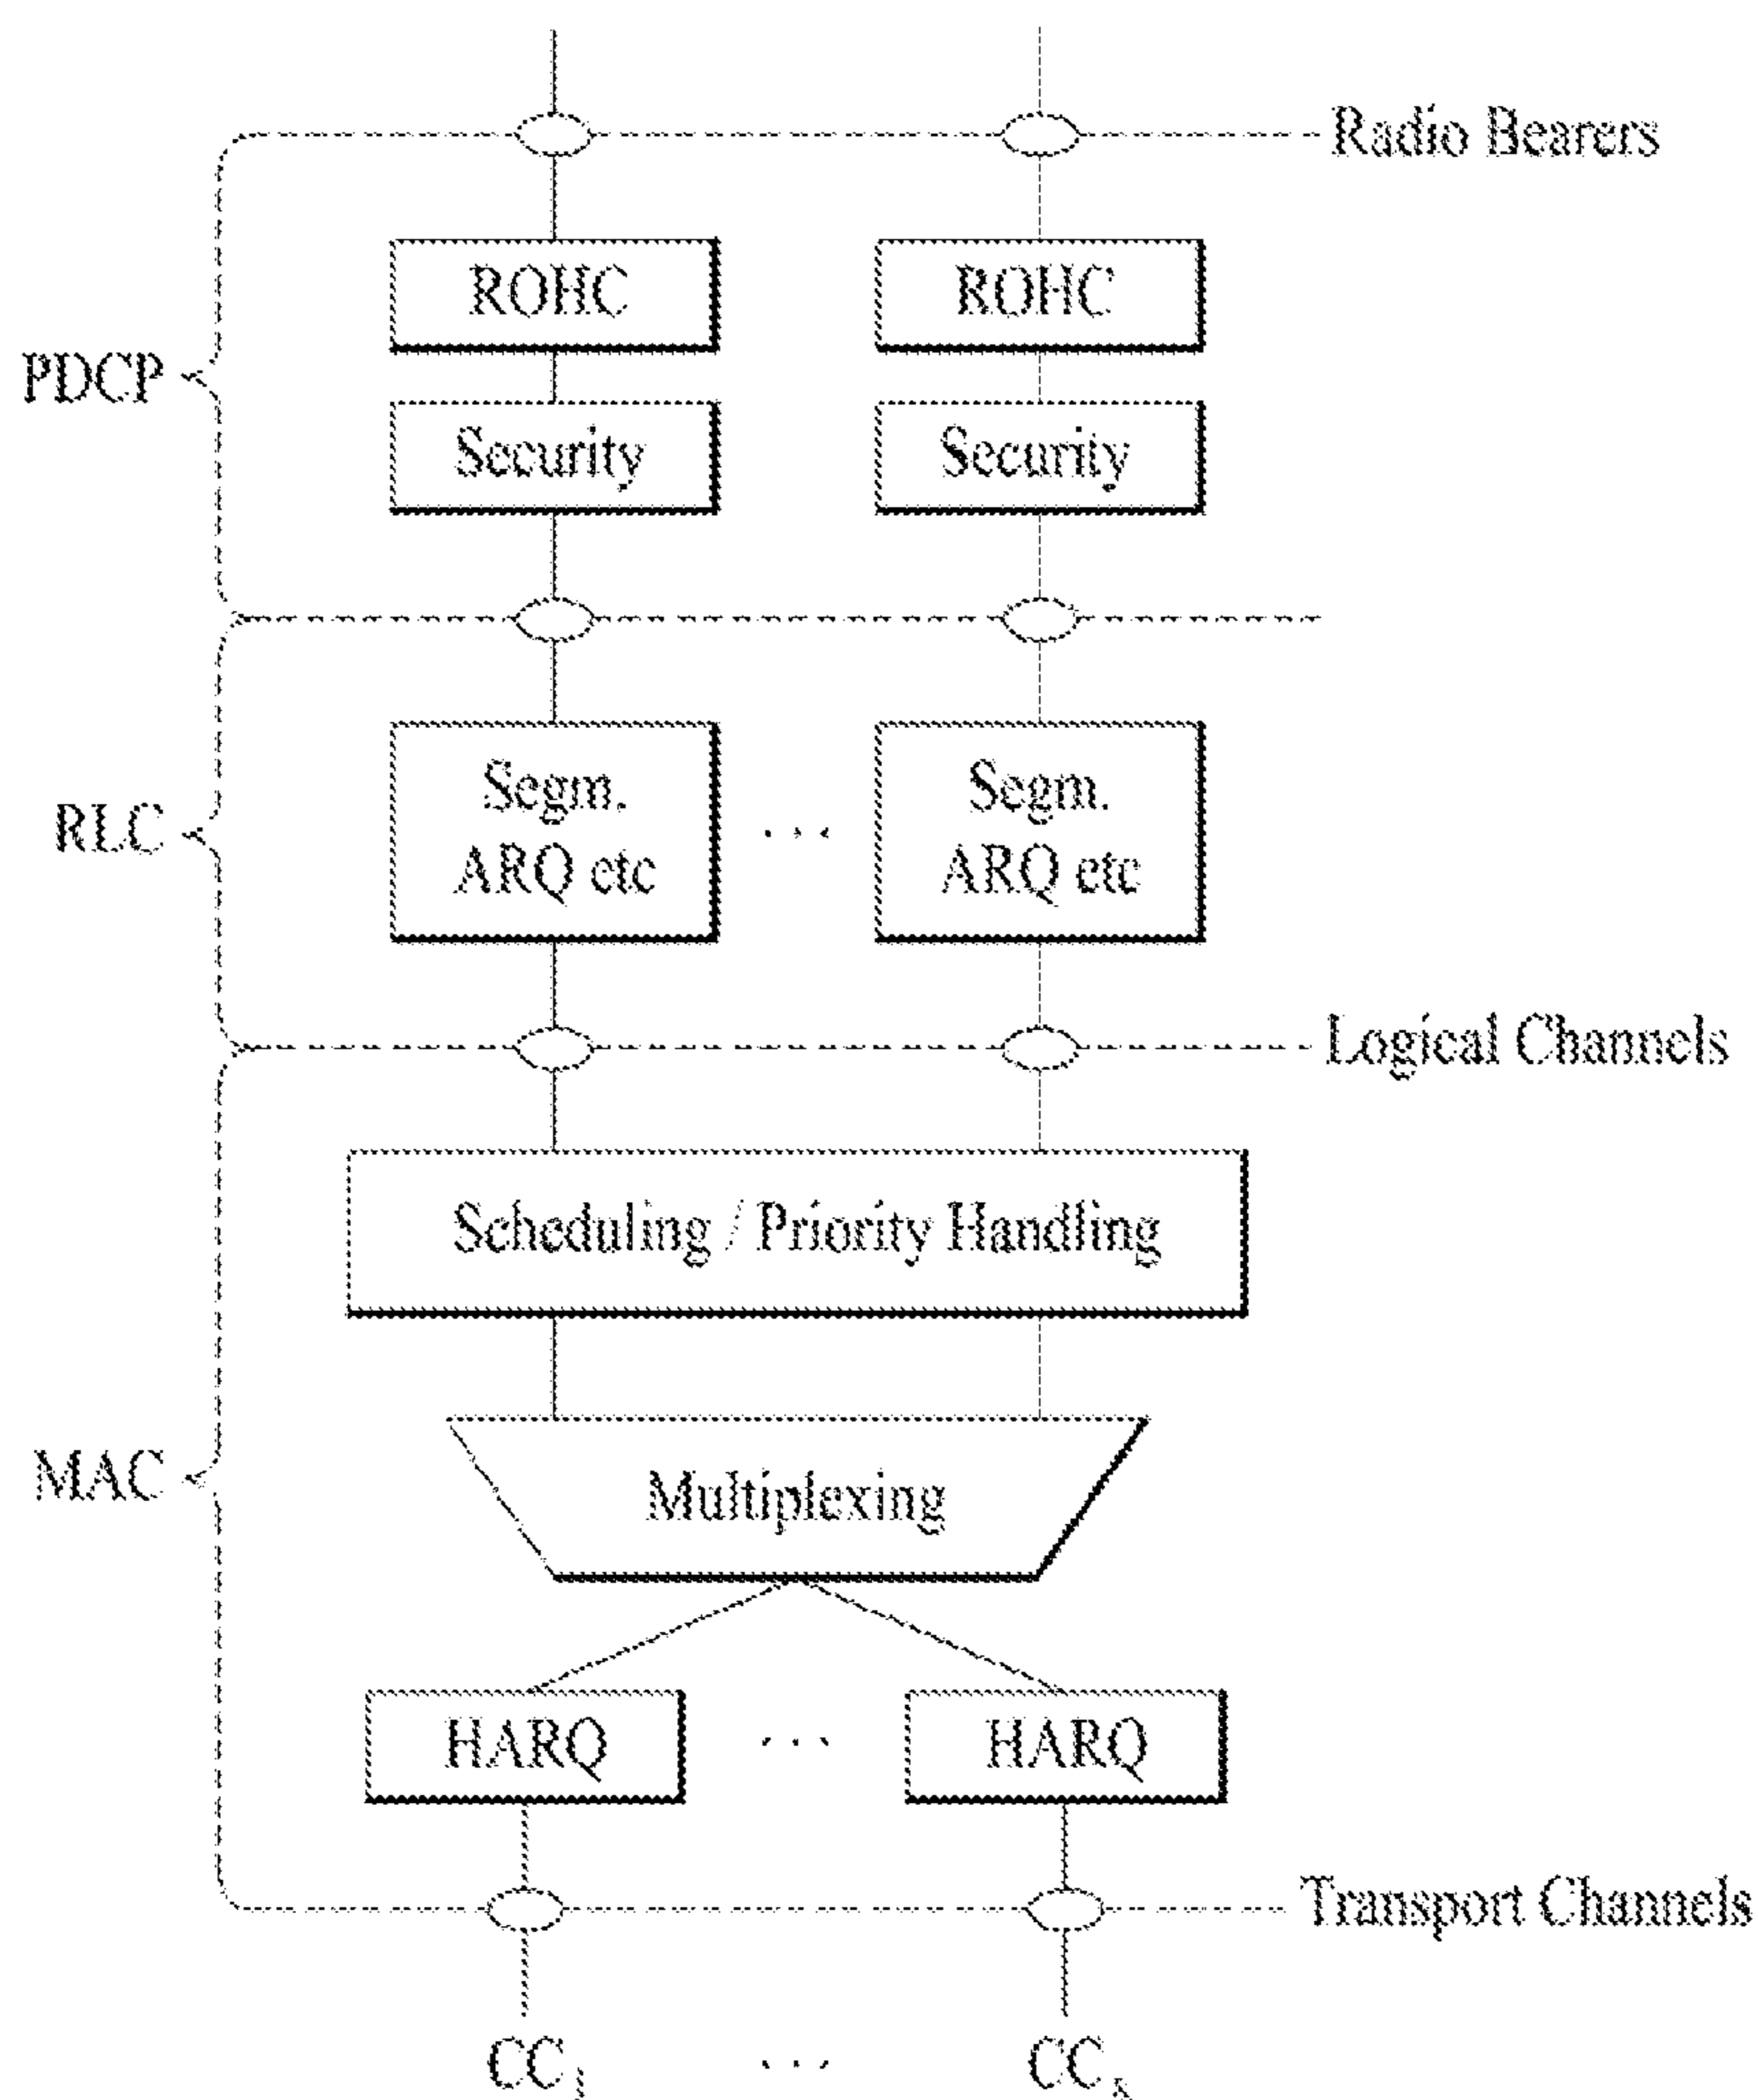 Radio Bearers
ROHC
ROHC
PDCP
Security
Security
Segm.
ARQ etc
RLC
...
Segm.
ARQ etc
Logical Channels
Scheduling / Priority Handling
MAC
Multiplexing
HARQ
...
HARQ
Transport Channels
CC
...
CC